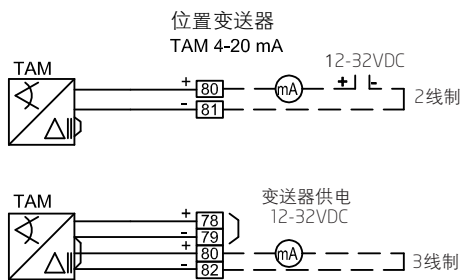 位置变送器
TAM 4-20 mA
12-32VDC
TAM
+ 80 mA + -
- 81
2线制
变送器供电
12-32VDC
TAM
+ 78
- 79
+ 80 mA
- 82
3线制